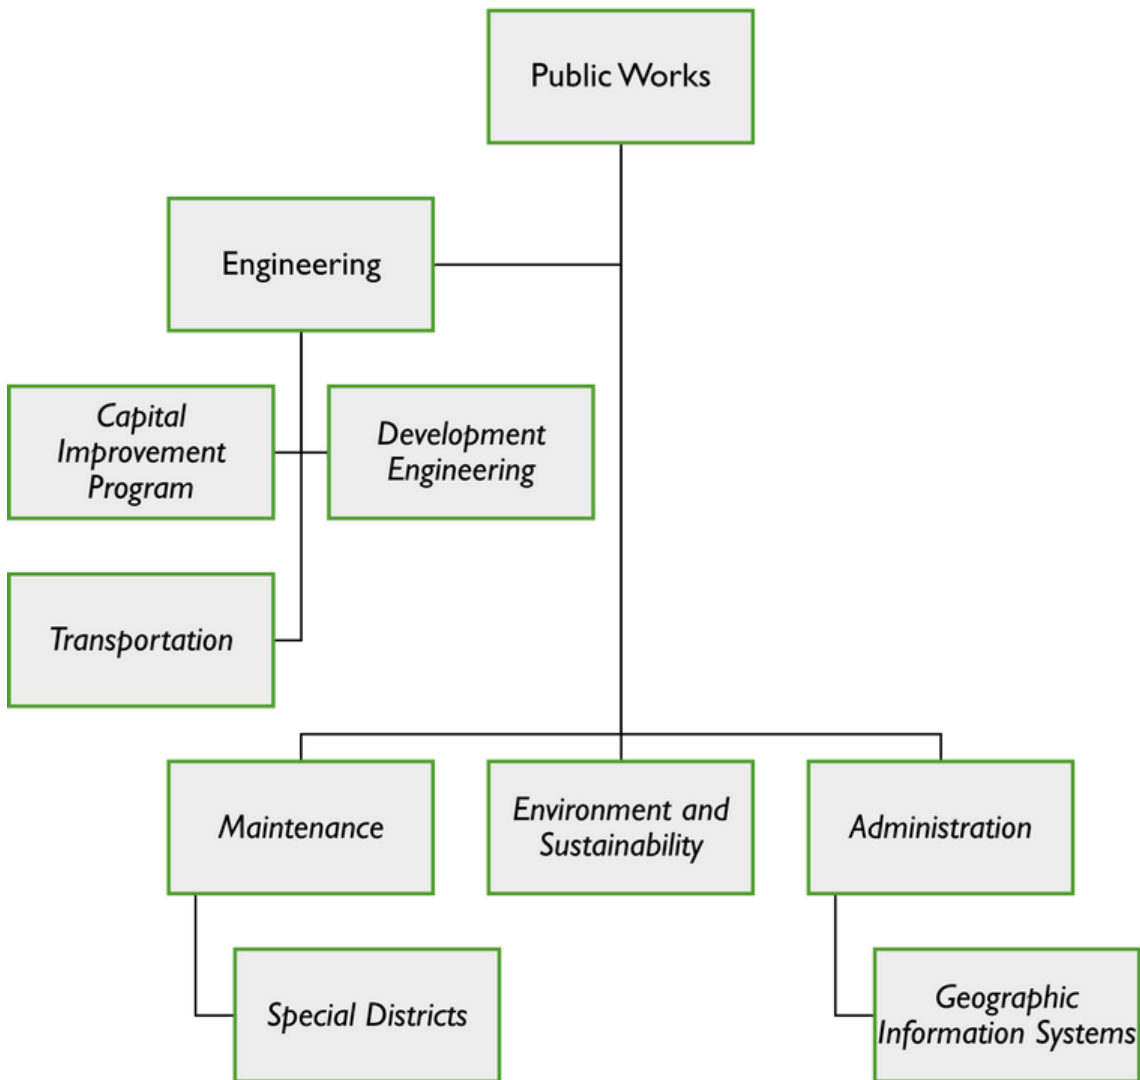 Public Works
Engineering
Capital
Improvement
Program
Development
Engineering
Transportation
Maintenance
Environment and
Sustainability
Administration
Special Districts
Geographic
Information Systems